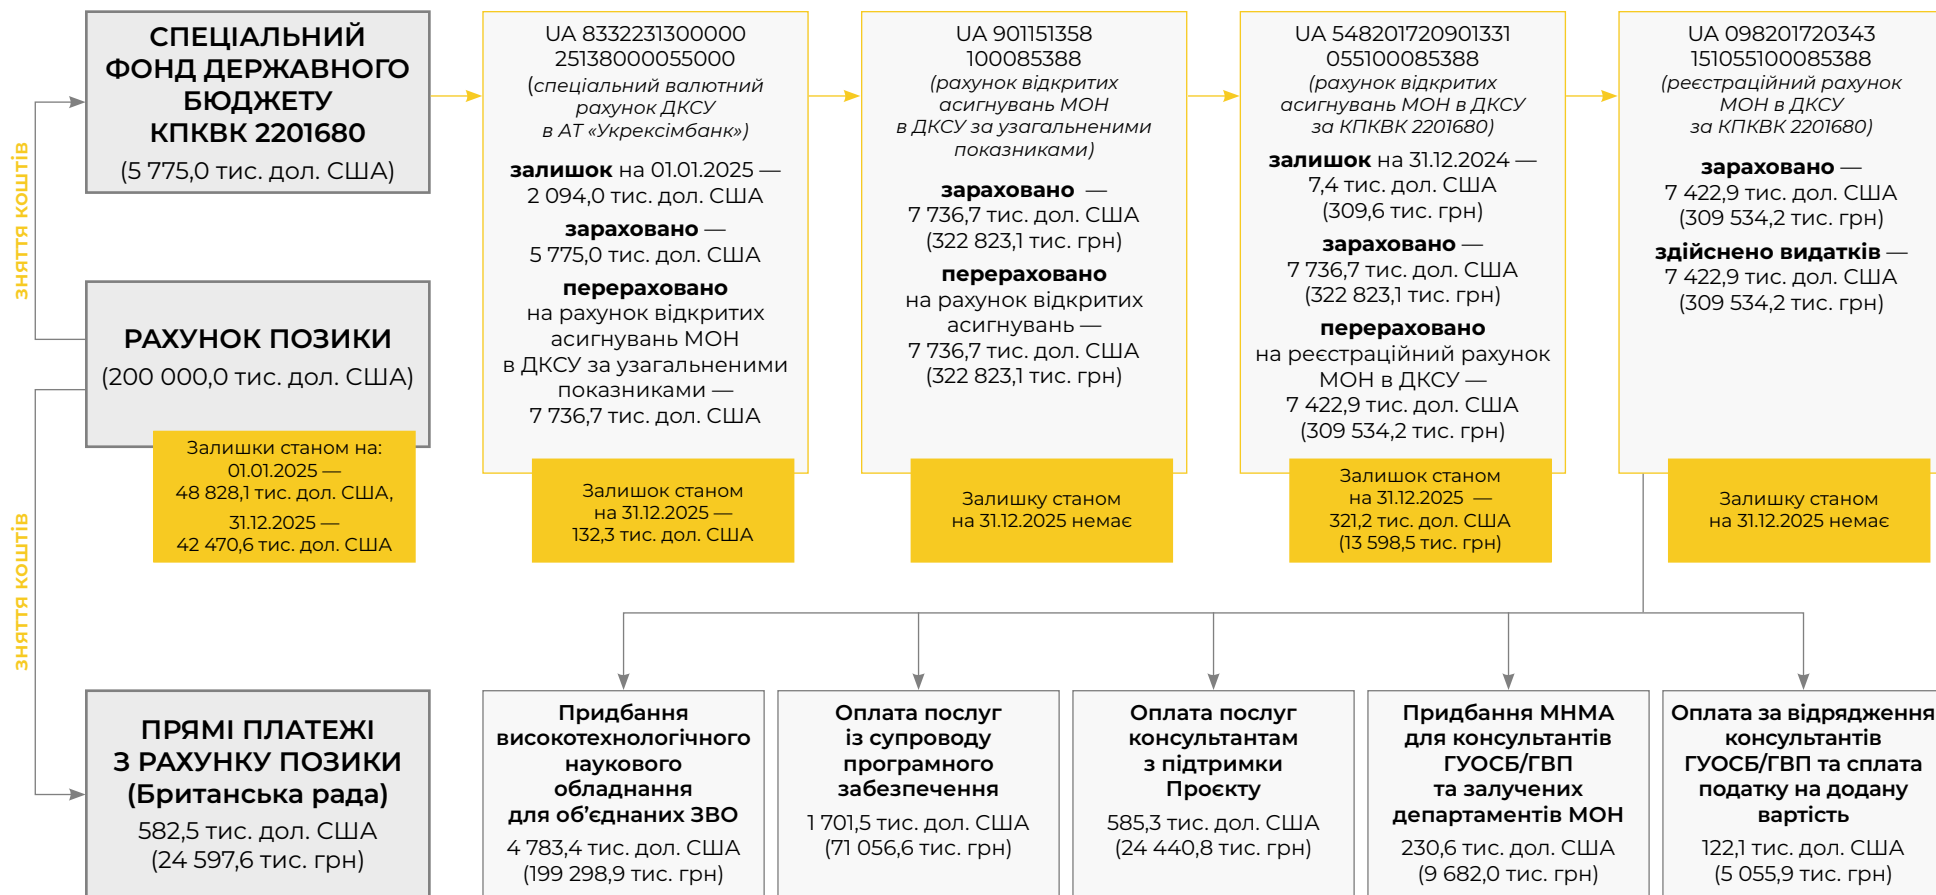 СПЕЦІАЛЬНИЙ
ФОНД ДЕРЖАВНОГО
БЮДЖЕТУ
КПКВК 2201680
(5 775,0 тис. дол. США)
зняття коштів
РАХУНОК ПОЗИКИ
(200 000,0 тис. дол. США)
Залишки станом на:
01.01.2025 —
48 828,1 тис. дол. США,
31.12.2025 —
42 470,6 тис. дол. США
зняття коштів
ПРЯМІ ПЛАТЕЖІ
З РАХУНКУ ПОЗИКИ
(Британська рада)
582,5 тис. дол. США
(24 597,6 тис. грн)
UA 8332231300000
25138000055000
(спеціальний валютний
рахунок ДКСУ
в АТ «Укрексімбанк»)
залишок на 01.01.2025 —
2 094,0 тис. дол. США
зараховано —
5 775,0 тис. дол. США
перераховано
на рахунок відкритих
асигнувань МОН
в ДКСУ за узагальненими
показниками —
7 736,7 тис. дол. США
Залишок станом
на 31.12.2025 —
132,3 тис. дол. США
UA 901151358
100085388
(рахунок відкритих
асигнувань МОН
в ДКСУ за узагальненими
показниками)
зараховано —
7 736,7 тис. дол. США
(322 823,1 тис. грн)
перераховано
на рахунок відкритих
асигнувань —
7 736,7 тис. дол. США
(322 823,1 тис. грн)
Залишку станом
на 31.12.2025 немає
UA 548201720901331
055100085388
(рахунок відкритих
асигнувань МОН в ДКСУ
за КПКВК 2201680)
залишок на 31.12.2024 —
7,4 тис. дол. США
(309,6 тис. грн)
зараховано —
7 736,7 тис. дол. США
(322 823,1 тис. грн)
перераховано
на реєстраційний рахунок
МОН в ДКСУ —
7 422,9 тис. дол. США
(309 534,2 тис. грн)
Залишок станом
на 31.12.2025 —
321,2 тис. дол. США
(13 598,5 тис. грн)
UA 098201720343
151055100085388
(реєстраційний рахунок
МОН в ДКСУ
за КПКВК 2201680)
зараховано —
7 422,9 тис. дол. США
(309 534,2 тис. грн)
здійснено видатків —
7 422,9 тис. дол. США
(309 534,2 тис. грн)
Залишку станом
на 31.12.2025 немає
Придбання
високотехнологічного
наукового
обладнання
для об’єднаних ЗВО
4 783,4 тис. дол. США
(199 298,9 тис. грн)
Оплата послуг
із супроводу
програмного
забезпечення
1 701,5 тис. дол. США
(71 056,6 тис. грн)
Оплата послуг
консультантам
з підтримки
Проєкту
585,3 тис. дол. США
(24 440,8 тис. грн)
Придбання МНМА
для консультантів
ГУОСБ/ГВП
та залучених
департаментів МОН
230,6 тис. дол. США
(9 682,0 тис. грн)
Оплата за відрядження
консультантів
ГУОСБ/ГВП та сплата
податку на додану
вартість
122,1 тис. дол. США
(5 055,9 тис. грн)